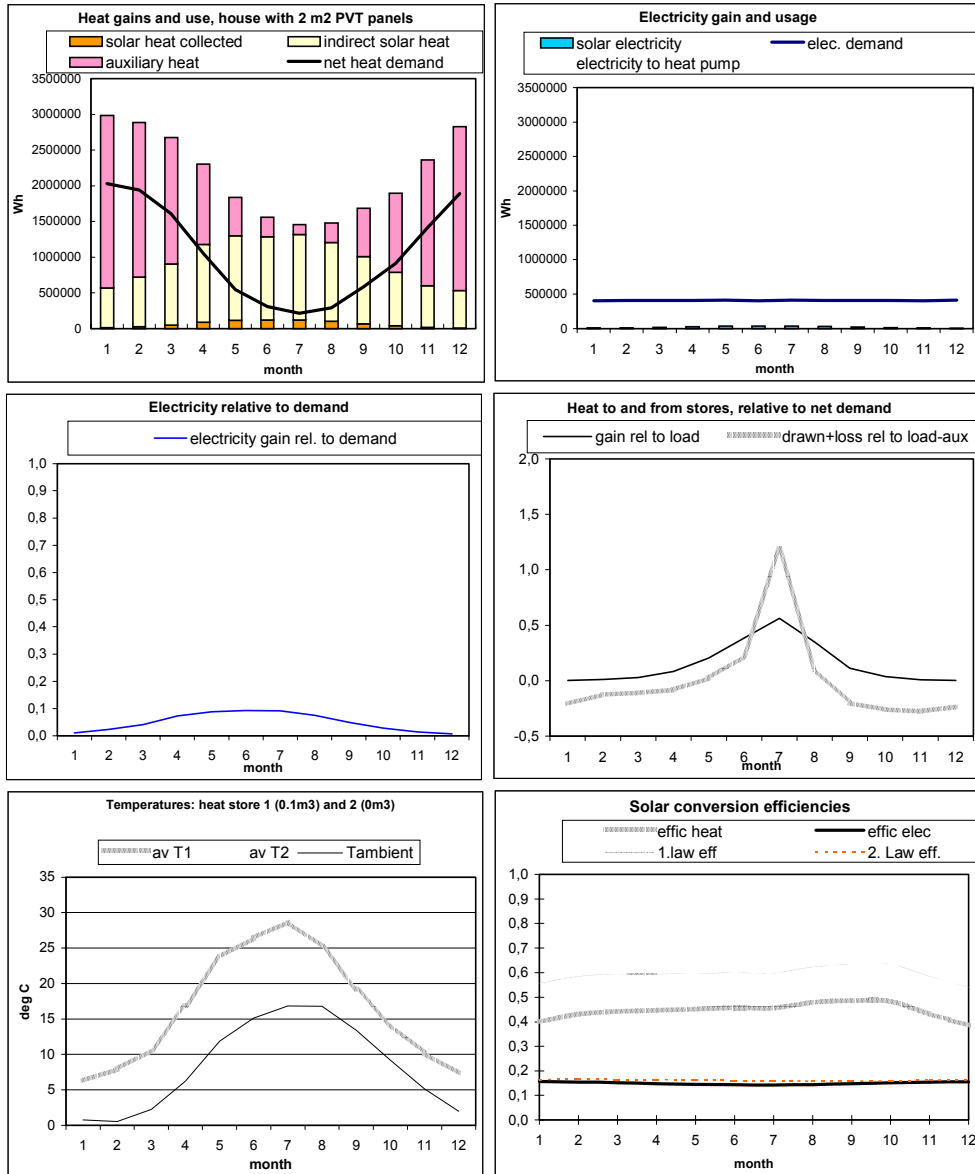 Heat gains and use, house with 2 m2 PVT panels
solar heat collected indirect solar heat
auxiliary heat net heat demand
3500000
3000000
2500000
2000000
1500000
1000000
500000
0
Wh
1 2 3 4 5 6 7 8 9 10 11 12
month
Electricity gain and usage
solar electricity elec. demand
electricity to heat pump
3500000
3000000
2500000
2000000
1500000
1000000
500000
0
Wh
1 2 3 4 5 6 7 8 9 10 11 12
month
Electricity relative to demand
electricity gain rel. to demand
1,0
0,9
0,8
0,7
0,6
0,5
0,4
0,3
0,2
0,1
0,0
1 2 3 4 5 6 7 8 9 10 11 12
month
Heat to and from stores, relative to net demand
gain rel to load drawn+loss rel to load-aux
2,0
1,5
1,0
0,5
0,0
-0,5
1 2 3 4 5 6 7 8 9 10 11 12
month
Temperatures: heat store 1 (0.1m3) and 2 (0m3)
av T1 av T2 Tambient
35
30
25
20
15
10
5
0
deg C
1 2 3 4 5 6 7 8 9 10 11 12
month
Solar conversion efficiencies
effic heat effic elec
1.law eff 2. Law eff.
1,0
0,9
0,8
0,7
0,6
0,5
0,4
0,3
0,2
0,1
0,0
1 2 3 4 5 6 7 8 9 10 11 12
month